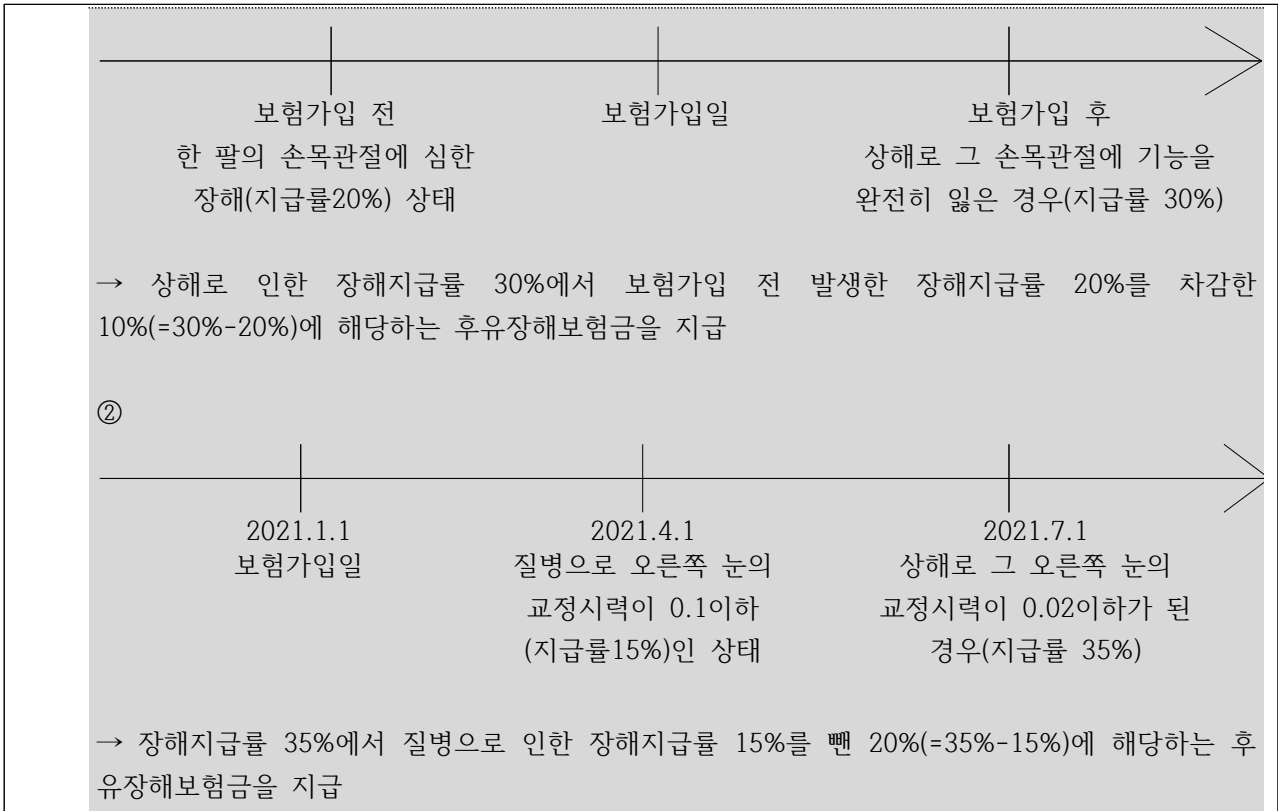 보험가입 전 보험가입일 보험가입 후
한 팔의 손목관절에 심한 상해로 그 손목관절에 기능을
장해(지급률20%) 상태 완전히 잃은 경우(지급률 30%)
→ 상해로 인한 장해지급률 30%에서 보험가입 전 발생한 장해지급률 20%를 차감한
10%(=30%-20%)에 해당하는 후유장해보험금을 지급
②
2021.1.1 2021.4.1 2021.7.1
보험가입일 질병으로 오른쪽 눈의 상해로 그 오른쪽 눈의
교정시력이 0.1이하 교정시력이 0.02이하가 된
(지급률15%)인 상태 경우(지급률 35%)
→ 장해지급률 35%에서 질병으로 인한 장해지급률 15%를 뺀 20%(=35%-15%)에 해당하는 후
유장해보험금을 지급